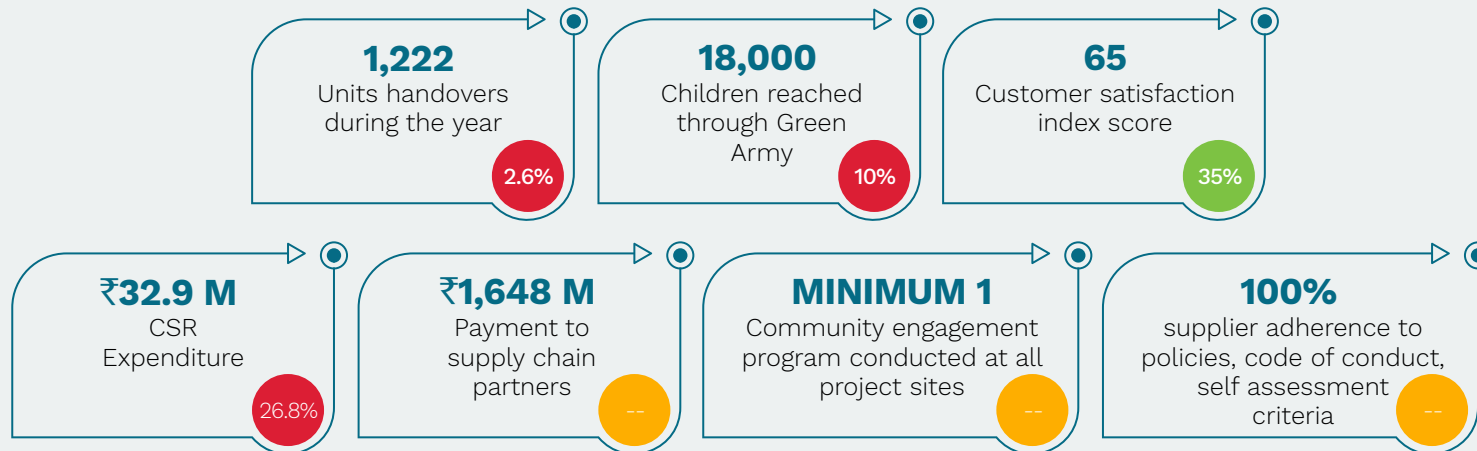 1,222
Units handovers
during the year
2.6%
18,000
Children reached
through Green
Army
10%
65
Customer satisfaction
index score
35%
₹32.9 M
CSR
Expenditure
26.8%
₹1,648 M
Payment to
supply chain
partners
--
MINIMUM 1
Community engagement
program conducted at all
project sites
--
100%
supplier adherence to
policies, code of conduct,
self assessment
criteria
--